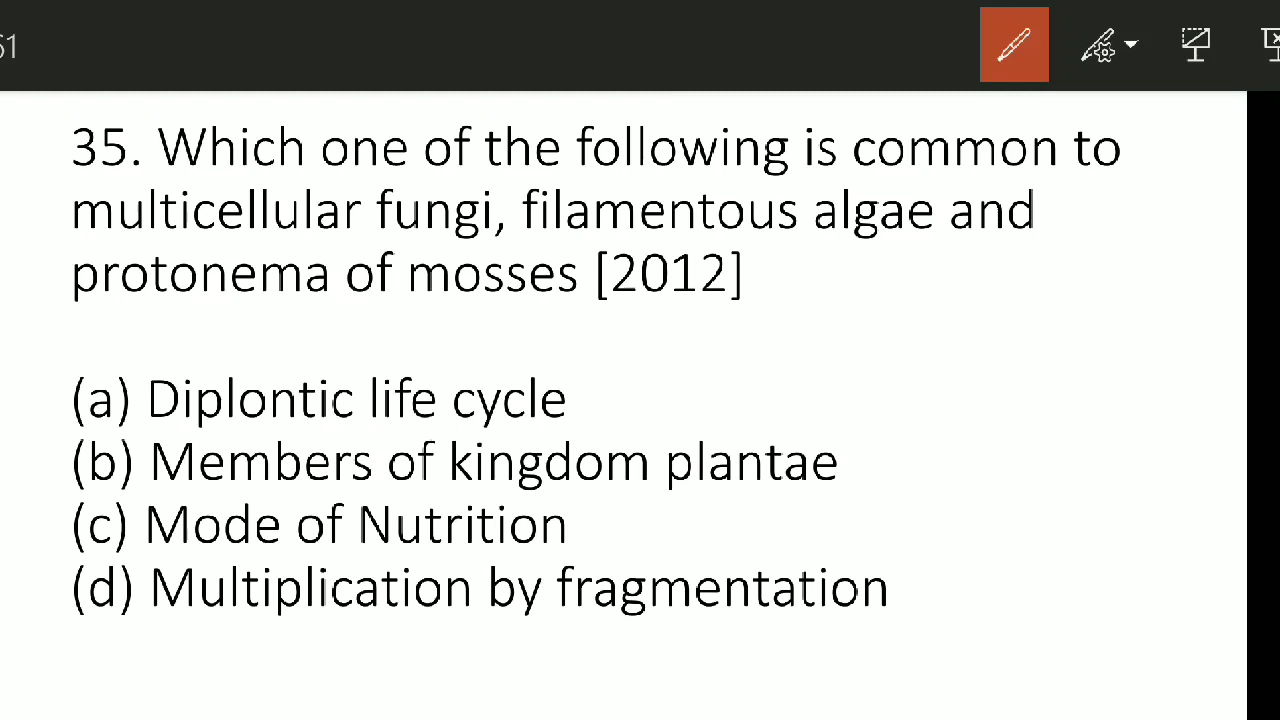 35. Which one of the following is common to
multicellular fungi, filamentous algae and
protonema of mosses [2012]
(a) Diplontic life cycle
(b) Members of kingdom plantae
(c) Mode of Nutrition
(d) Multiplication by fragmentation